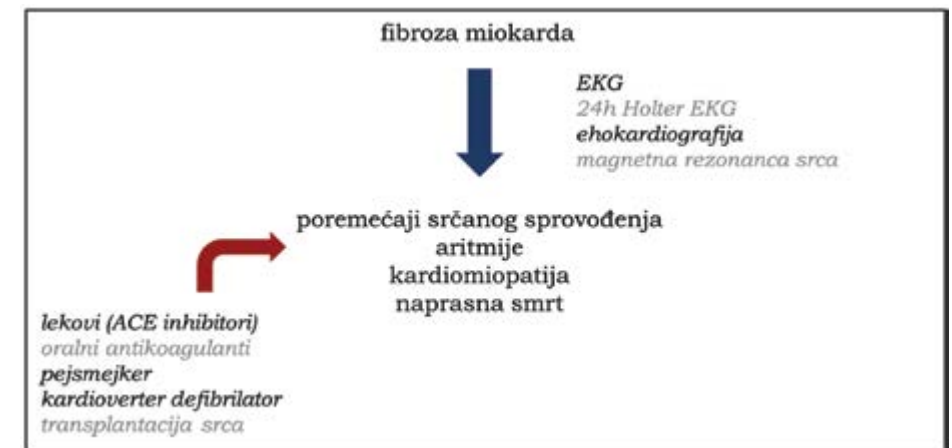 fibroza miokarda
EKG
24h Holter EKG
ehokardiografija
magnetna rezonanca srca
poremećaji srčanog sprovođenja
aritmije
kardiomiopatija
naprasna smrt
lekovi (ACE inhibitori)
oralni antikoagulanti
pejsmejker
kardioverter defibrilator
transplantacija srca